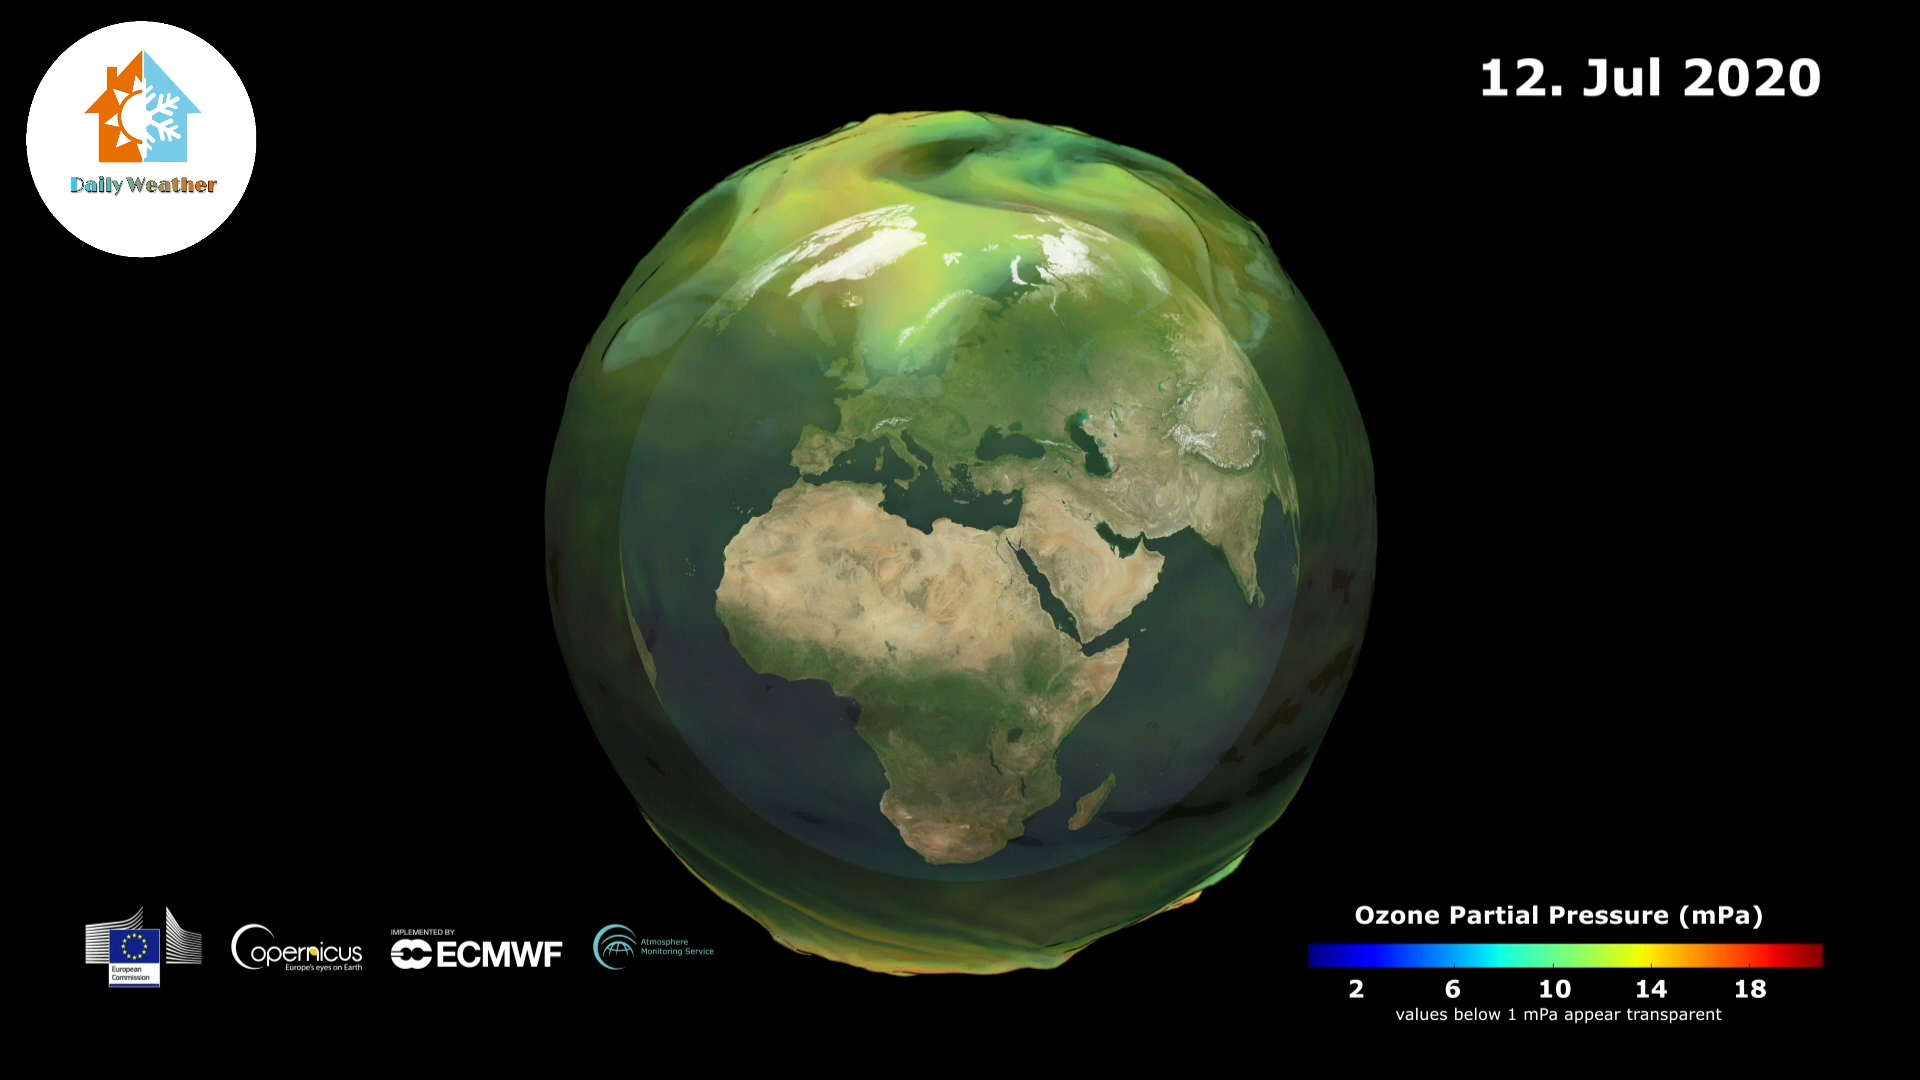 Daily Weather
12. Jul 2020
European
Commission
opernicus
Europe's eyes on Earth
IMPLEMENTED BY
ECMWF
Atmosphere
Monitoring Service
Ozone Partial Pressure (mPa)
2 6 10 14 18
values below 1 mPa appear transparent